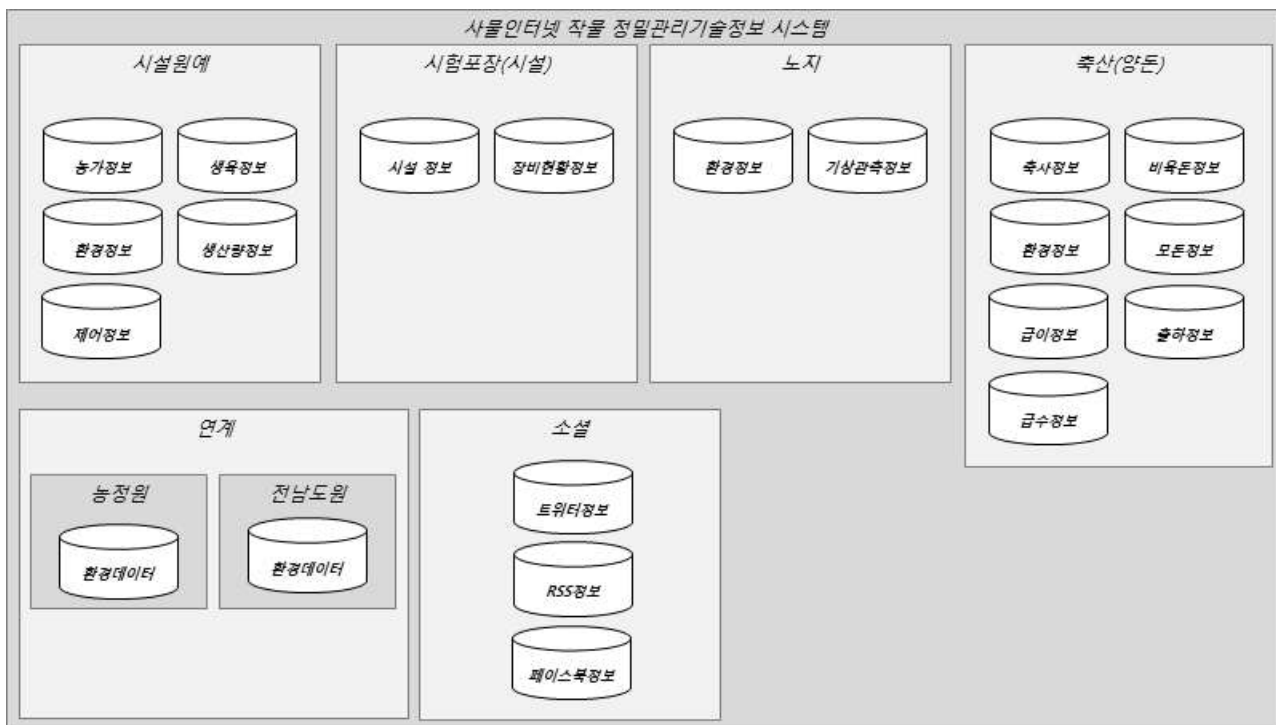 사물인터넷 작물 정밀관리기술정보 시스템
시설원예
농가정보
생육정보
환경정보
생산량정보
제어정보
시험포장(시설)
시설 정보
장비현황정보
노지
환경정보
기상관측정보
축산(양돈)
축사정보
비육돈정보
환경정보
모돈정보
급이정보
출하정보
급수정보
연계
농정원
환경데이터
전남도원
환경데이터
소셜
트위터정보
RSS정보
페이스북정보